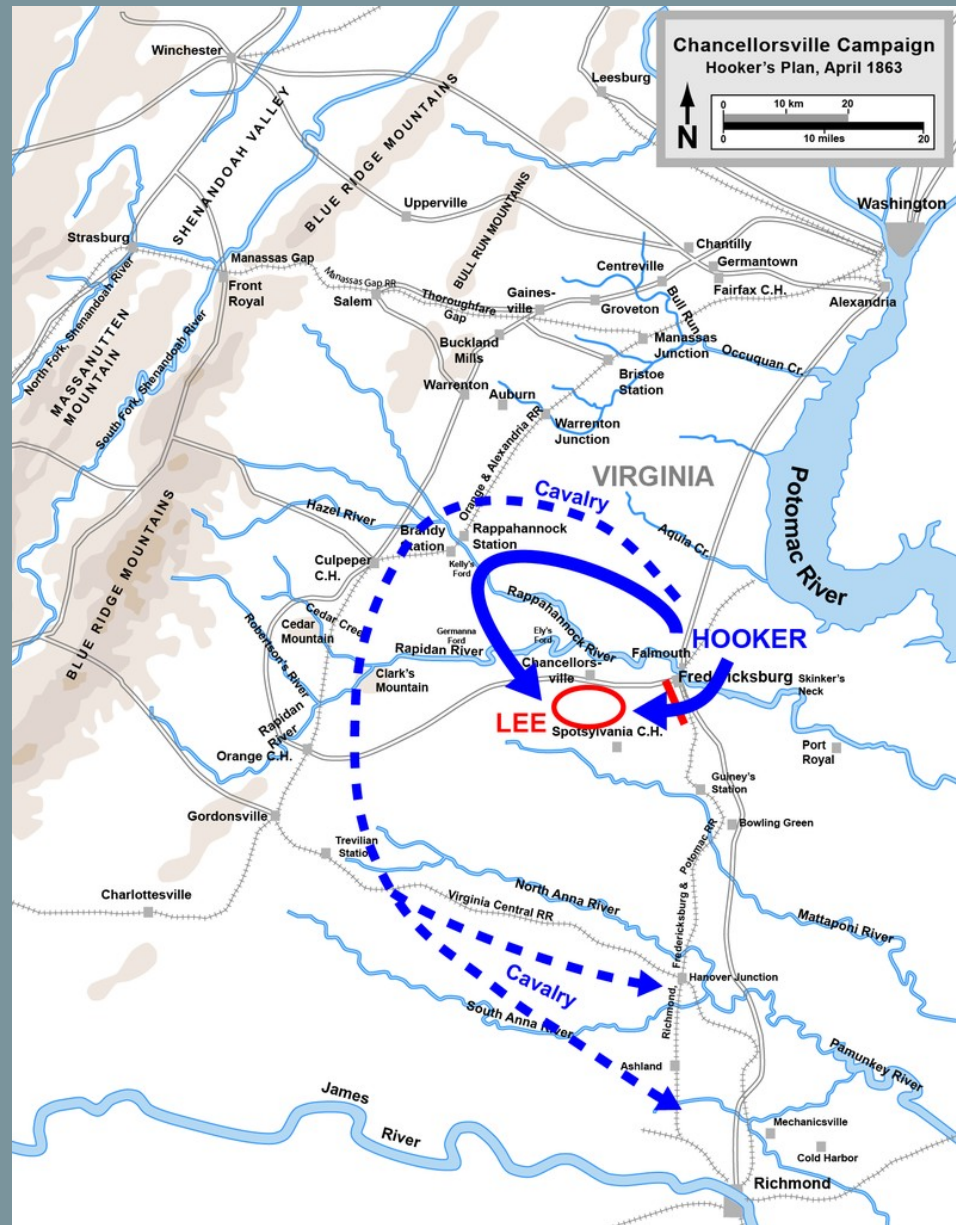 Chancellorsville Campaign
Hooker's Plan, April 1863
N
0 10 km 20
0 10 miles 20
Winchester
Leesburg
SHENANDOAH VALLEY
BLUE RIDGE MOUNTAINS
Washington
Upperville
BULL RUN MOUNTAINS
Strasburg
Chantilly
Germantown
Centreville
Fairfax C.H.
Manassas Gap
Manassas Gap RR
Front
Royal
Salem
Thoroughfare
Gap
Gaines-
ville
Groveton
Bull Run
Alexandria
North Fork, Shenandoah River
MASSANUTTEN
MOUNTAIN
South Fork, Shenandoah River
Buckland
Mills
Manassas
Junction
Occuquan Cr.
Bristoe
Station
Warrenton
Auburn
Warrenton
Junction
Orange & Alexandria RR
VIRGINIA
Potomac River
Cavalry
Hazel River
Brandy
Station
Rappahannock
Station
Aquia Cr.
Culpeper
C.H.
Kelly's
Ford
BLUE RIDGE MOUNTAINS
Rappahannock River
Cedar
Mountain
Cedar Creek
Robertson's River
Germanna
Ford
Ely's
Ford
Rapidan River
Falmouth
HOOKER
Chancellors-
ville
Fredericksburg
Skinker's
Neck
Clark's
Mountain
Rapidan
River
LEE
Spotsylvania C.H.
Orange C.H.
Port
Royal
Guiney's
Station
Gordonsville
Bowling Green
Trevilian
Station
Charlottesville
North Anna River
Virginia Central RR
Richmond, Fredericksburg & Potomac RR
Mattaponi River
Cavalry
Hanover Junction
South Anna River
Pamunkey River
Ashland
James
River
Mechanicsville
Cold Harbor
Richmond